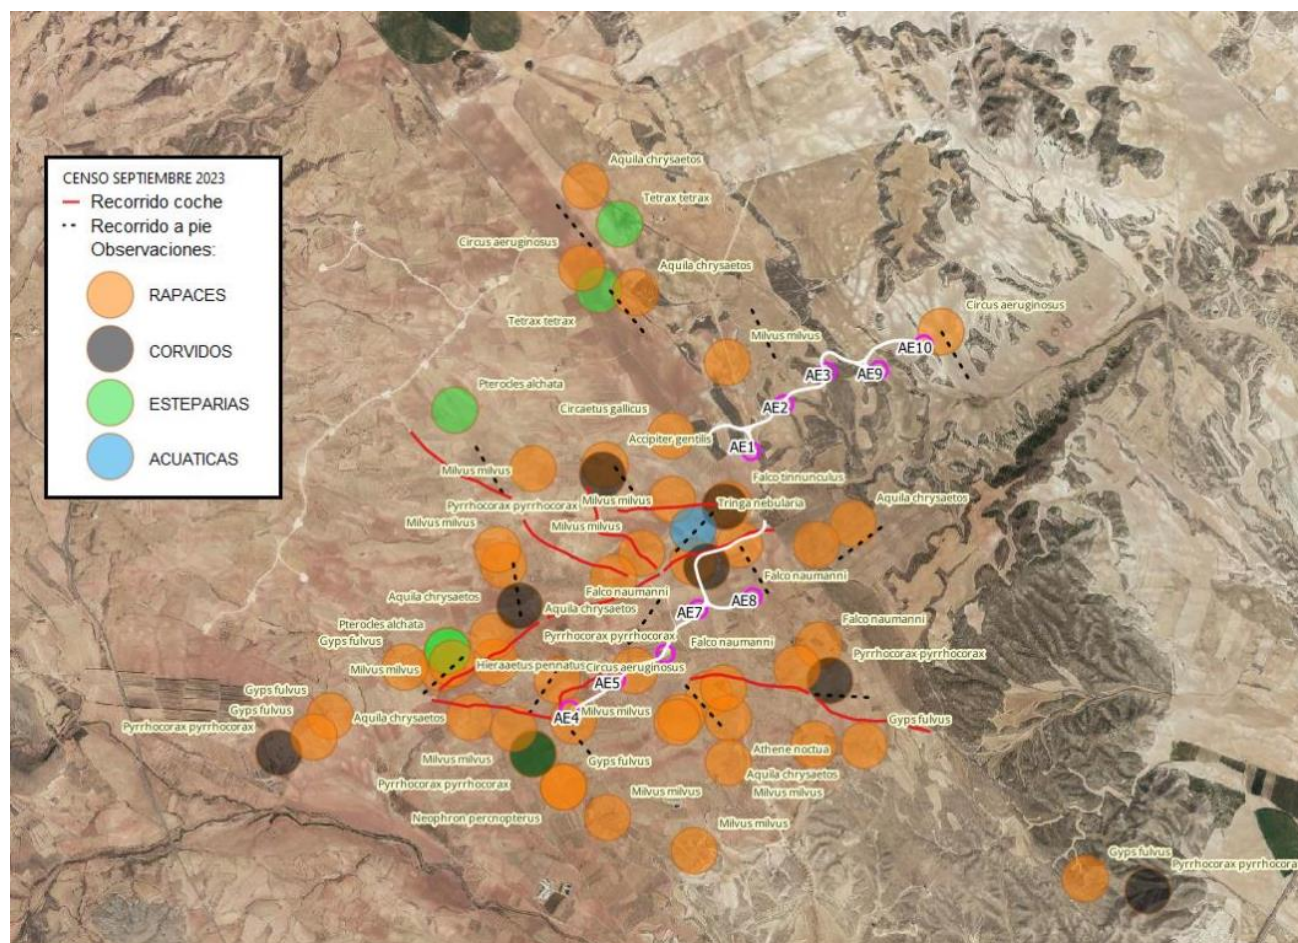 CENSO SEPTIEMBRE 2023
Recorrido coche
Recorrido a pie
Observaciones:
RAPACES
CORVIDOS
ESTEPARIAS
ACUATICAS
Aquila chrysaetos
Tetrax tetrax
Circus aeruginosus
Aquila chrysaetos
Tetrax tetrax
Circus aeruginosus
Milvus milvus
AE10
AE3
AE9
Pterocles alchata
AE2
Circaetus gallicus
Accipiter gentilis
AE1
Milvus milvus
Falco tinnunculus
Milvus milvus
Aquila chrysaetos
Pyrrhocorax pyrrhocorax
Tringa nebularia
Milvus milvus
Milvus milvus
Falco naumanni
Falco naumanni
Aquila chrysaetos
AE8
Aquila chrysaetos
AE7
Pterocles alchata
Falco naumanni
Gyps fulvus
Pyrrhocorax pyrrhocorax
Falco naumanni
Pyrrhocorax pyrrhocorax
Milvus milvus
Hieraaetus pennatus
Circus aeruginosus
AE5
Gyps fulvus
Gyps fulvus
Aquila chrysaetos
AE4
Milvus milvus
Gyps fulvus
Pyrrhocorax pyrrhocorax
Athene noctua
Milvus milvus
Gyps fulvus
Aquila chrysaetos
Pyrrhocorax pyrrhocorax
Milvus milvus
Milvus milvus
Neophron percnopterus
Milvus milvus
Gyps fulvus
Pyrrhocorax pyrrhocora